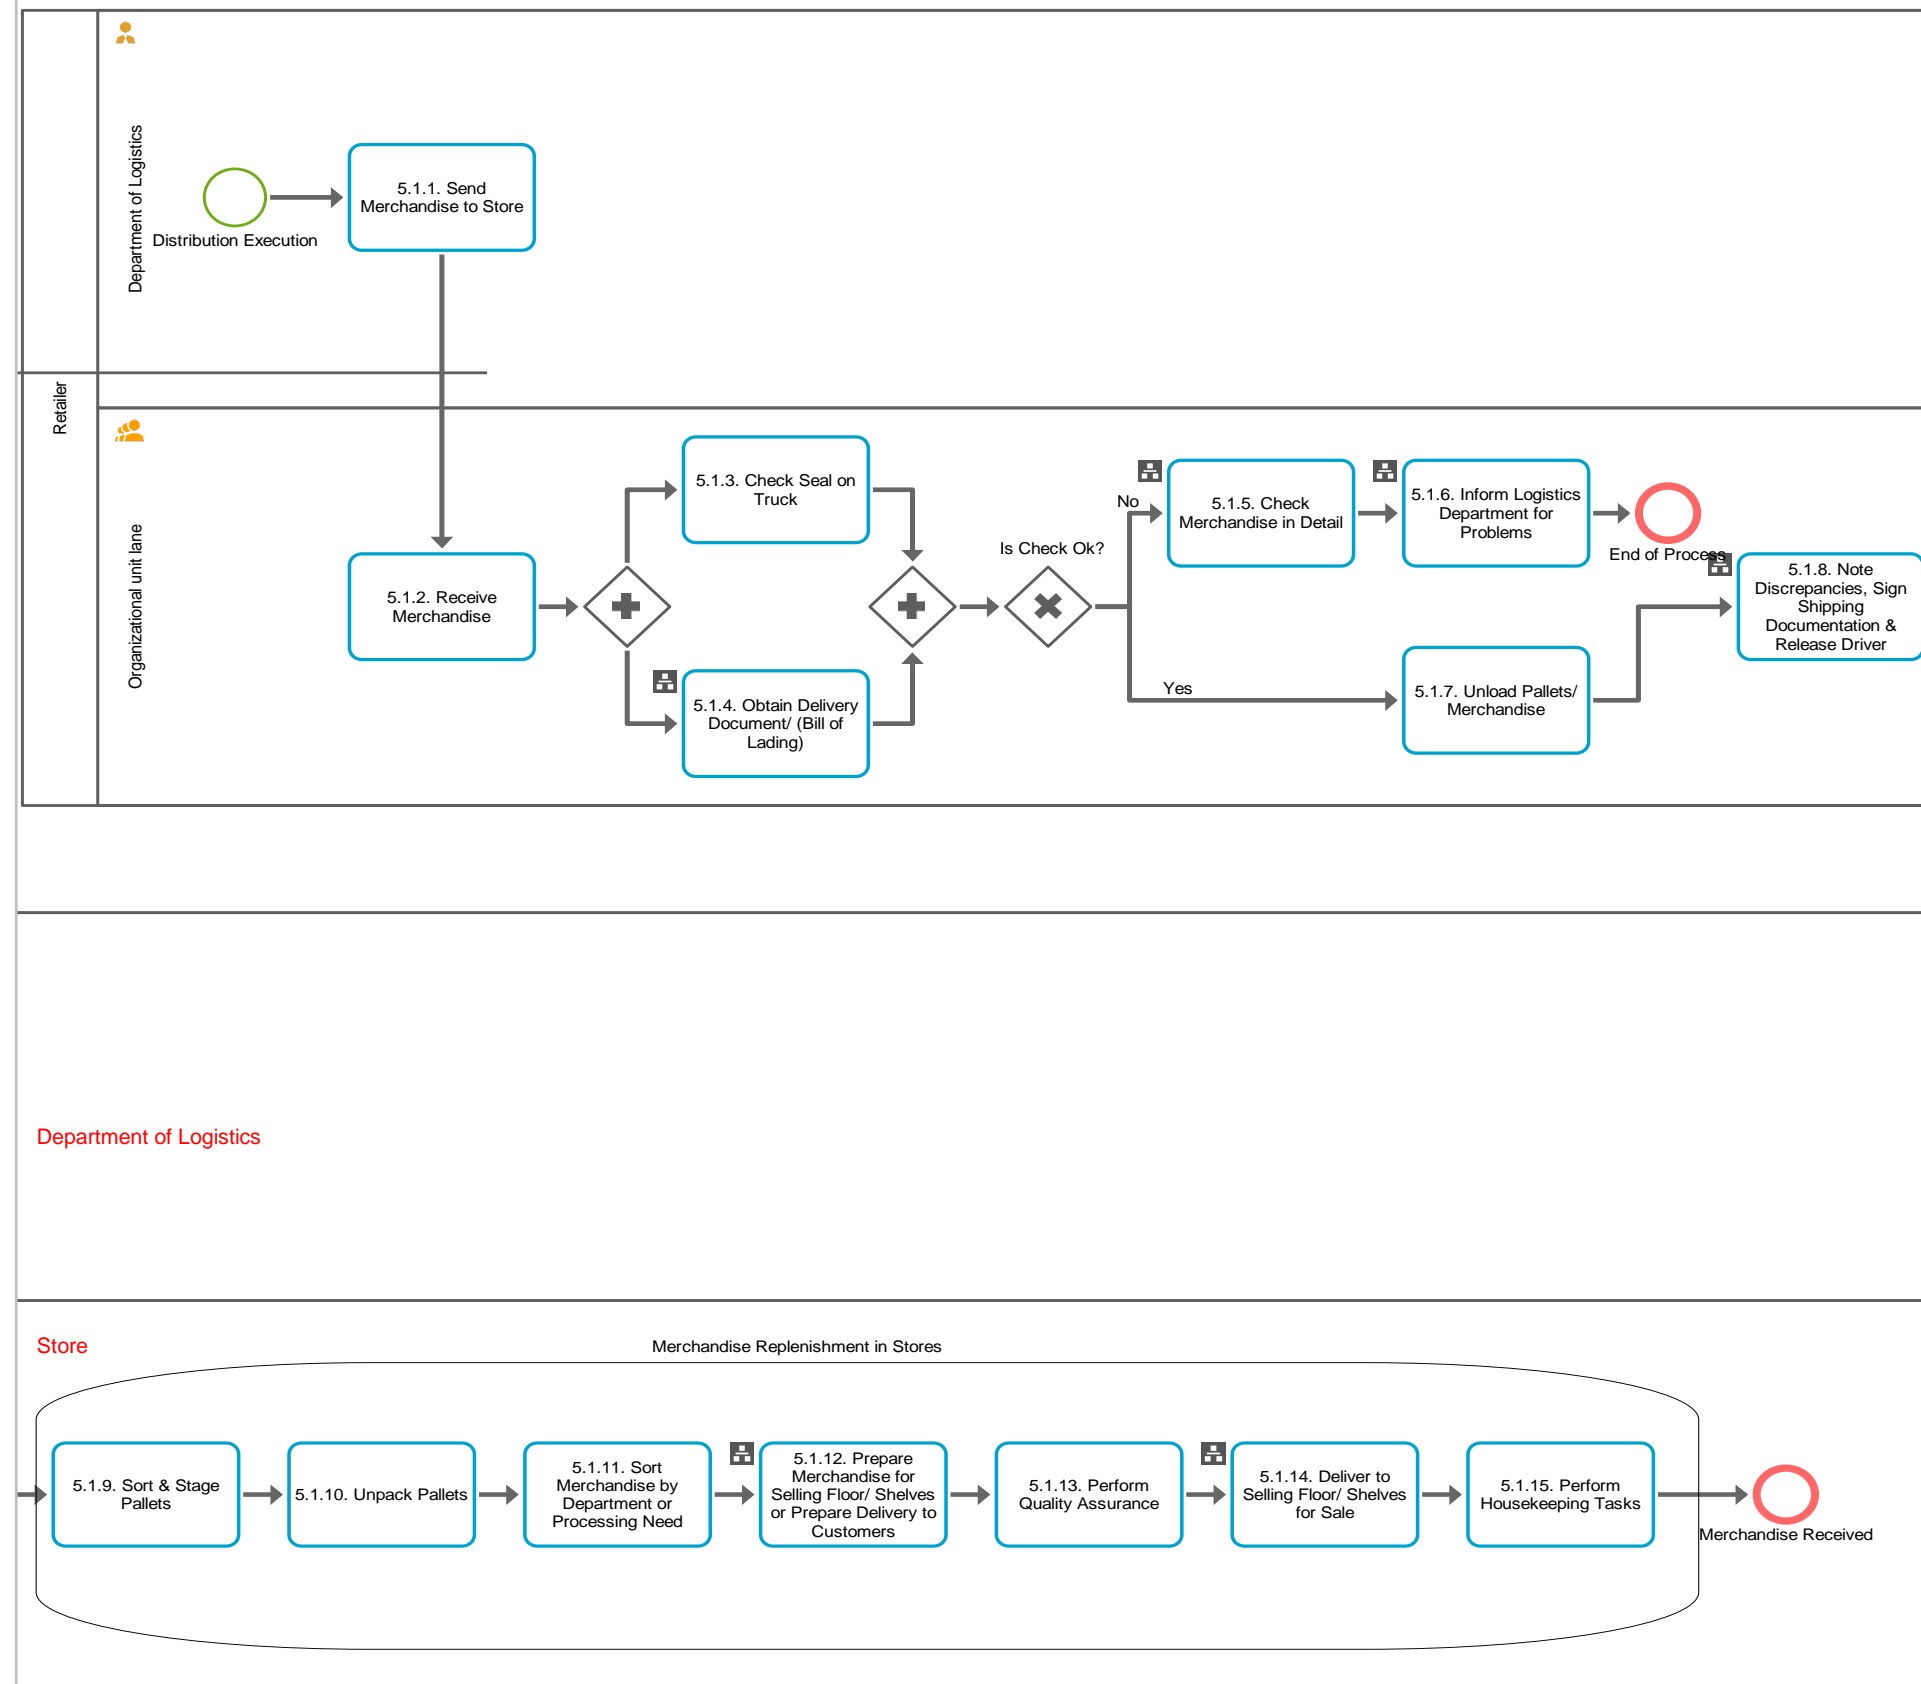 Department of Logistics
Distribution Execution
5.1.1. Send
Merchandise to Store
Retailer
Organizational unit lane
5.1.2. Receive
Merchandise
5.1.3. Check Seal on
Truck
5.1.4. Obtain Delivery
Document/ (Bill of
Lading)
Is Check Ok?
No
Yes
5.1.5. Check
Merchandise in Detail
5.1.6. Inform Logistics
Department for
Problems
End of Process
5.1.7. Unload Pallets/
Merchandise
5.1.8. Note
Discrepancies, Sign
Shipping
Documentation &
Release Driver
Department of Logistics
Store
Merchandise Replenishment in Stores
5.1.9. Sort & Stage
Pallets
5.1.10. Unpack Pallets
5.1.11. Sort
Merchandise by
Department or
Processing Need
5.1.12. Prepare
Merchandise for
Selling Floor/ Shelves
or Prepare Delivery to
Customers
5.1.13. Perform
Quality Assurance
5.1.14. Deliver to
Selling Floor/ Shelves
for Sale
5.1.15. Perform
Housekeeping Tasks
Merchandise Received